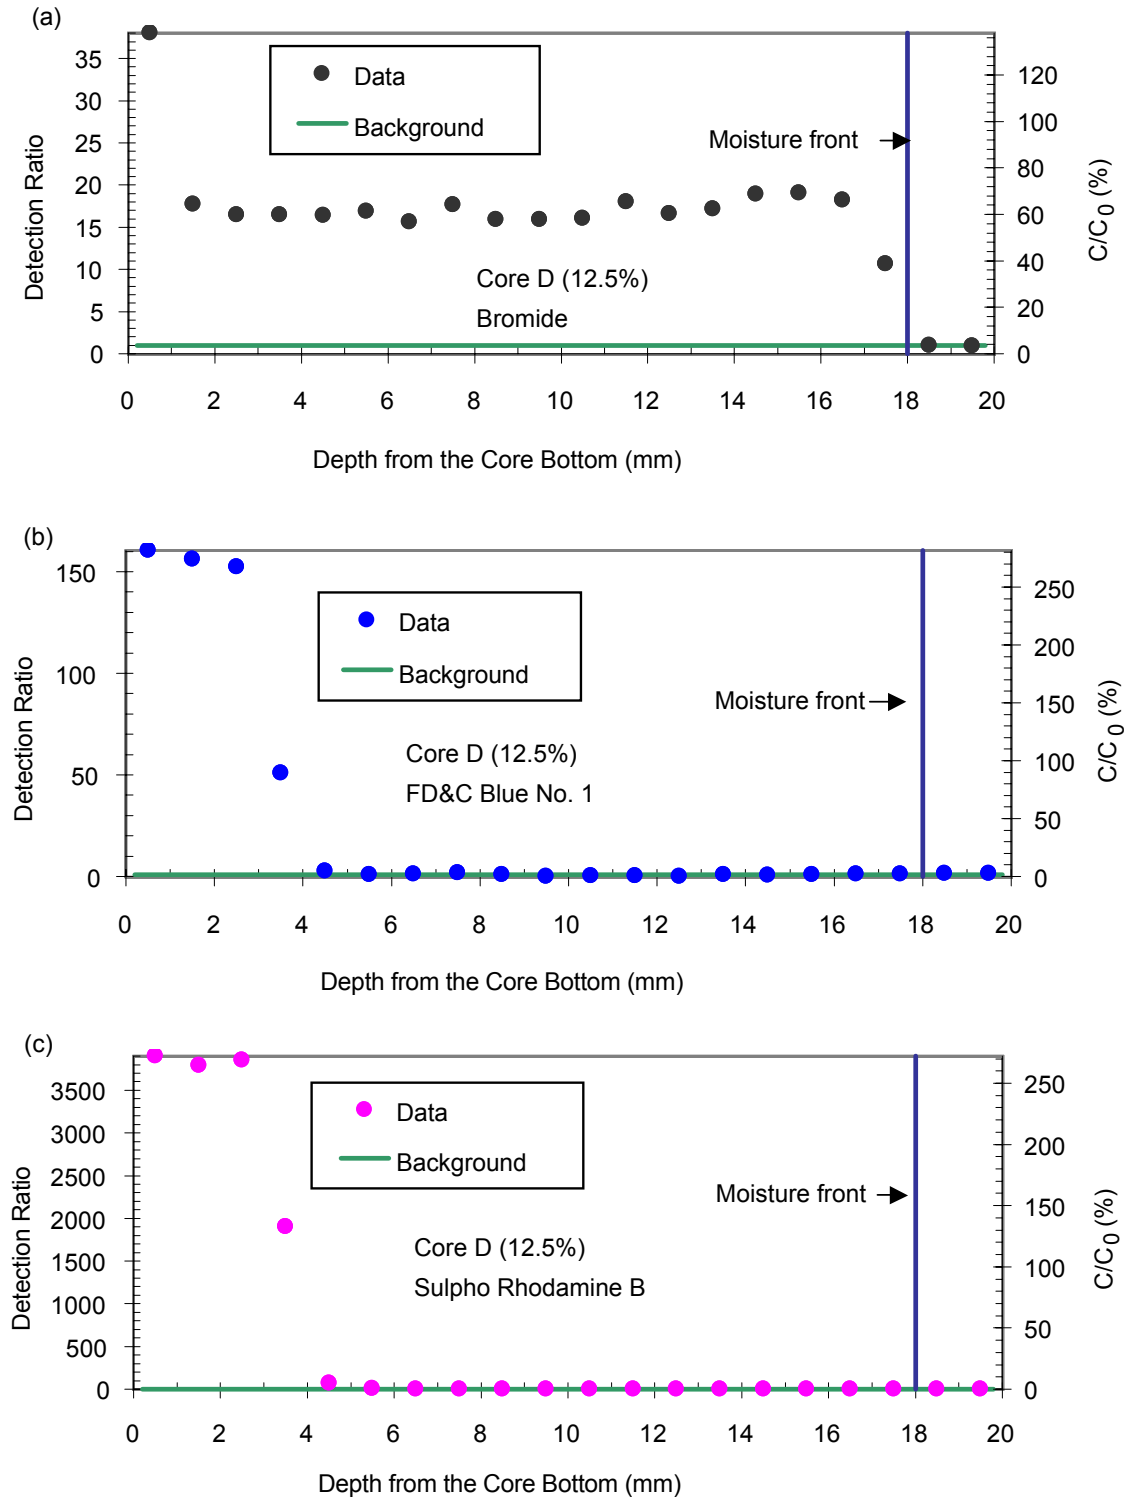 (a)
35
30
25
20
15
10
5
0
Detection Ratio
Data
Background
Moisture front
Core D (12.5%)
Bromide
120
100
80
60
40
20
0
C/C0 (%)
0 2 4 6 8 10 12 14 16 18 20
Depth from the Core Bottom (mm)
(b)
150
100
50
0
Detection Ratio
Data
Background
Moisture front
Core D (12.5%)
FD&C Blue No. 1
250
200
150
100
50
0
C/C0 (%)
0 2 4 6 8 10 12 14 16 18 20
Depth from the Core Bottom (mm)
(c)
3500
3000
2500
2000
1500
1000
500
0
Detection Ratio
Data
Background
Moisture front
Core D (12.5%)
Sulpho Rhodamine B
250
200
150
100
50
0
C/C0 (%)
0 2 4 6 8 10 12 14 16 18 20
Depth from the Core Bottom (mm)